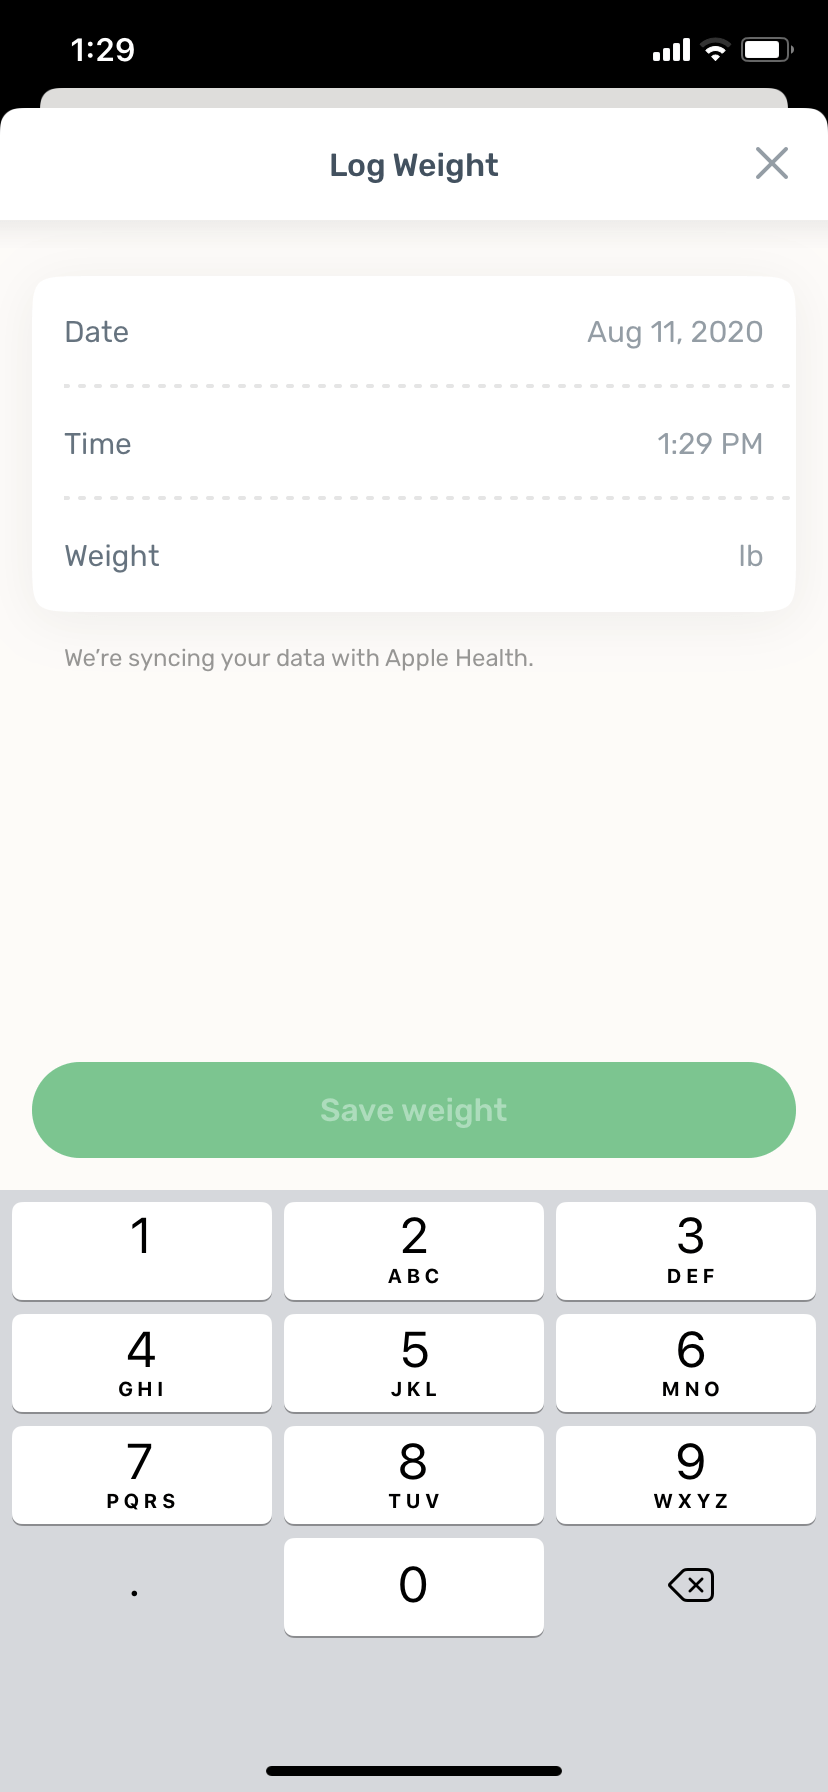 1:29
Log Weight
Date Aug 11, 2020
Time 1:29 PM
Weight lb
We're syncing your data with Apple Health.
Save weight
1 2 3
ABC DEF
4 5 6
GHI JKL MNO
7 8 9
PQRS TUV WXYZ
. 0